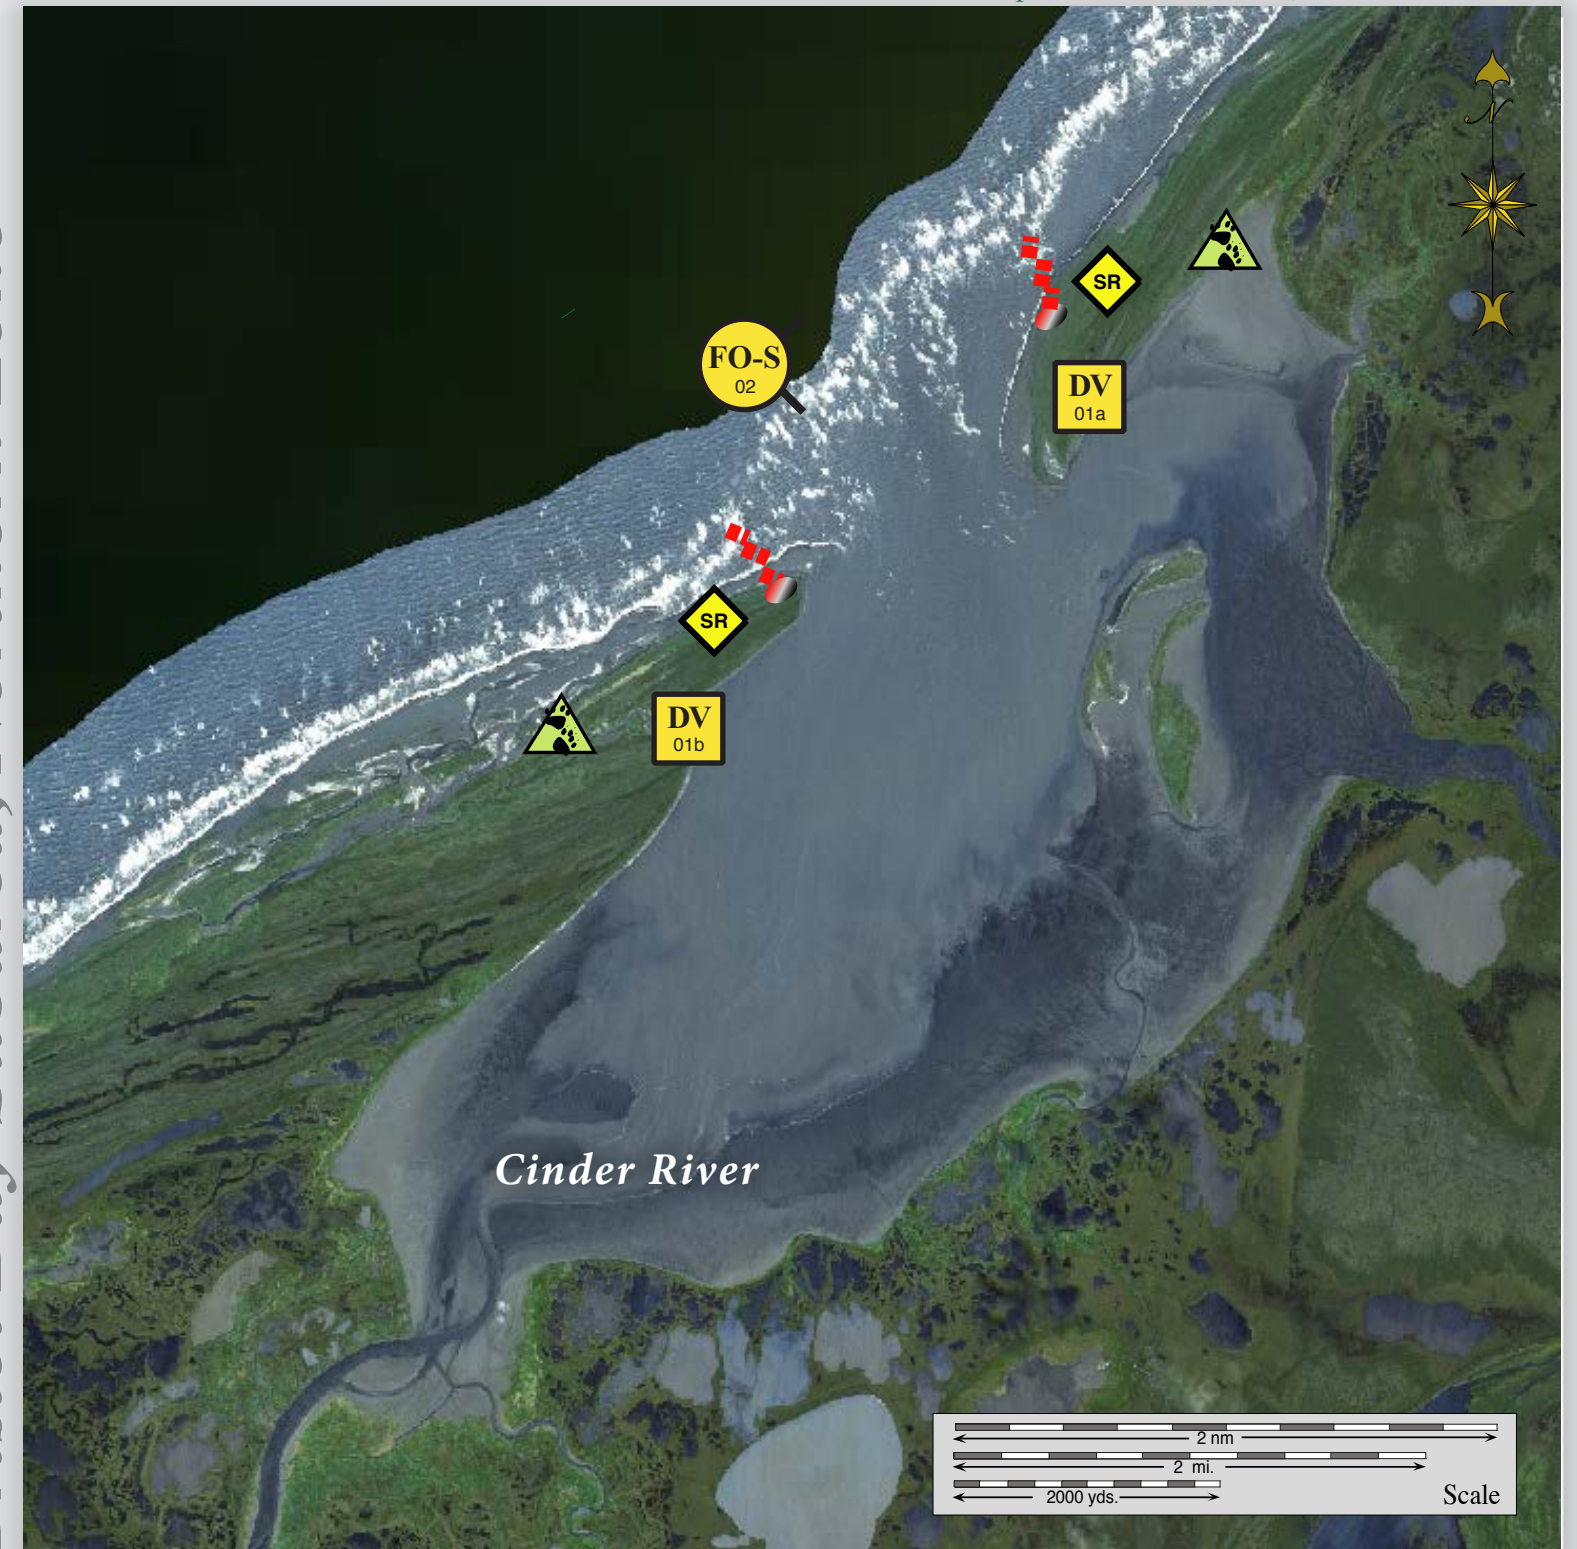 N
SR
FO-S
02
DV
01a
SR
DV
01b
Cinder River
2 nm
2 mi.
2000 yds.
Scale